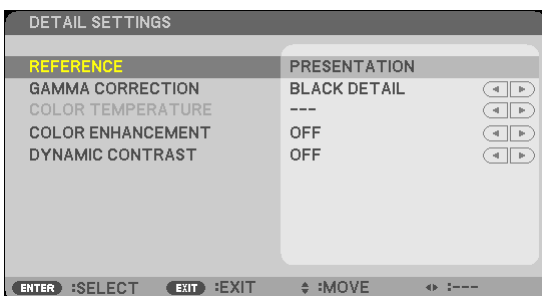 DETAIL SETTINGS
REFERENCE PRESENTATION
GAMMA CORRECTION BLACK DETAIL
COLOR TEMPERATURE ---
COLOR ENHANCEMENT OFF
DYNAMIC CONTRAST OFF
ENTER :SELECT EXIT :EXIT :MOVE :---